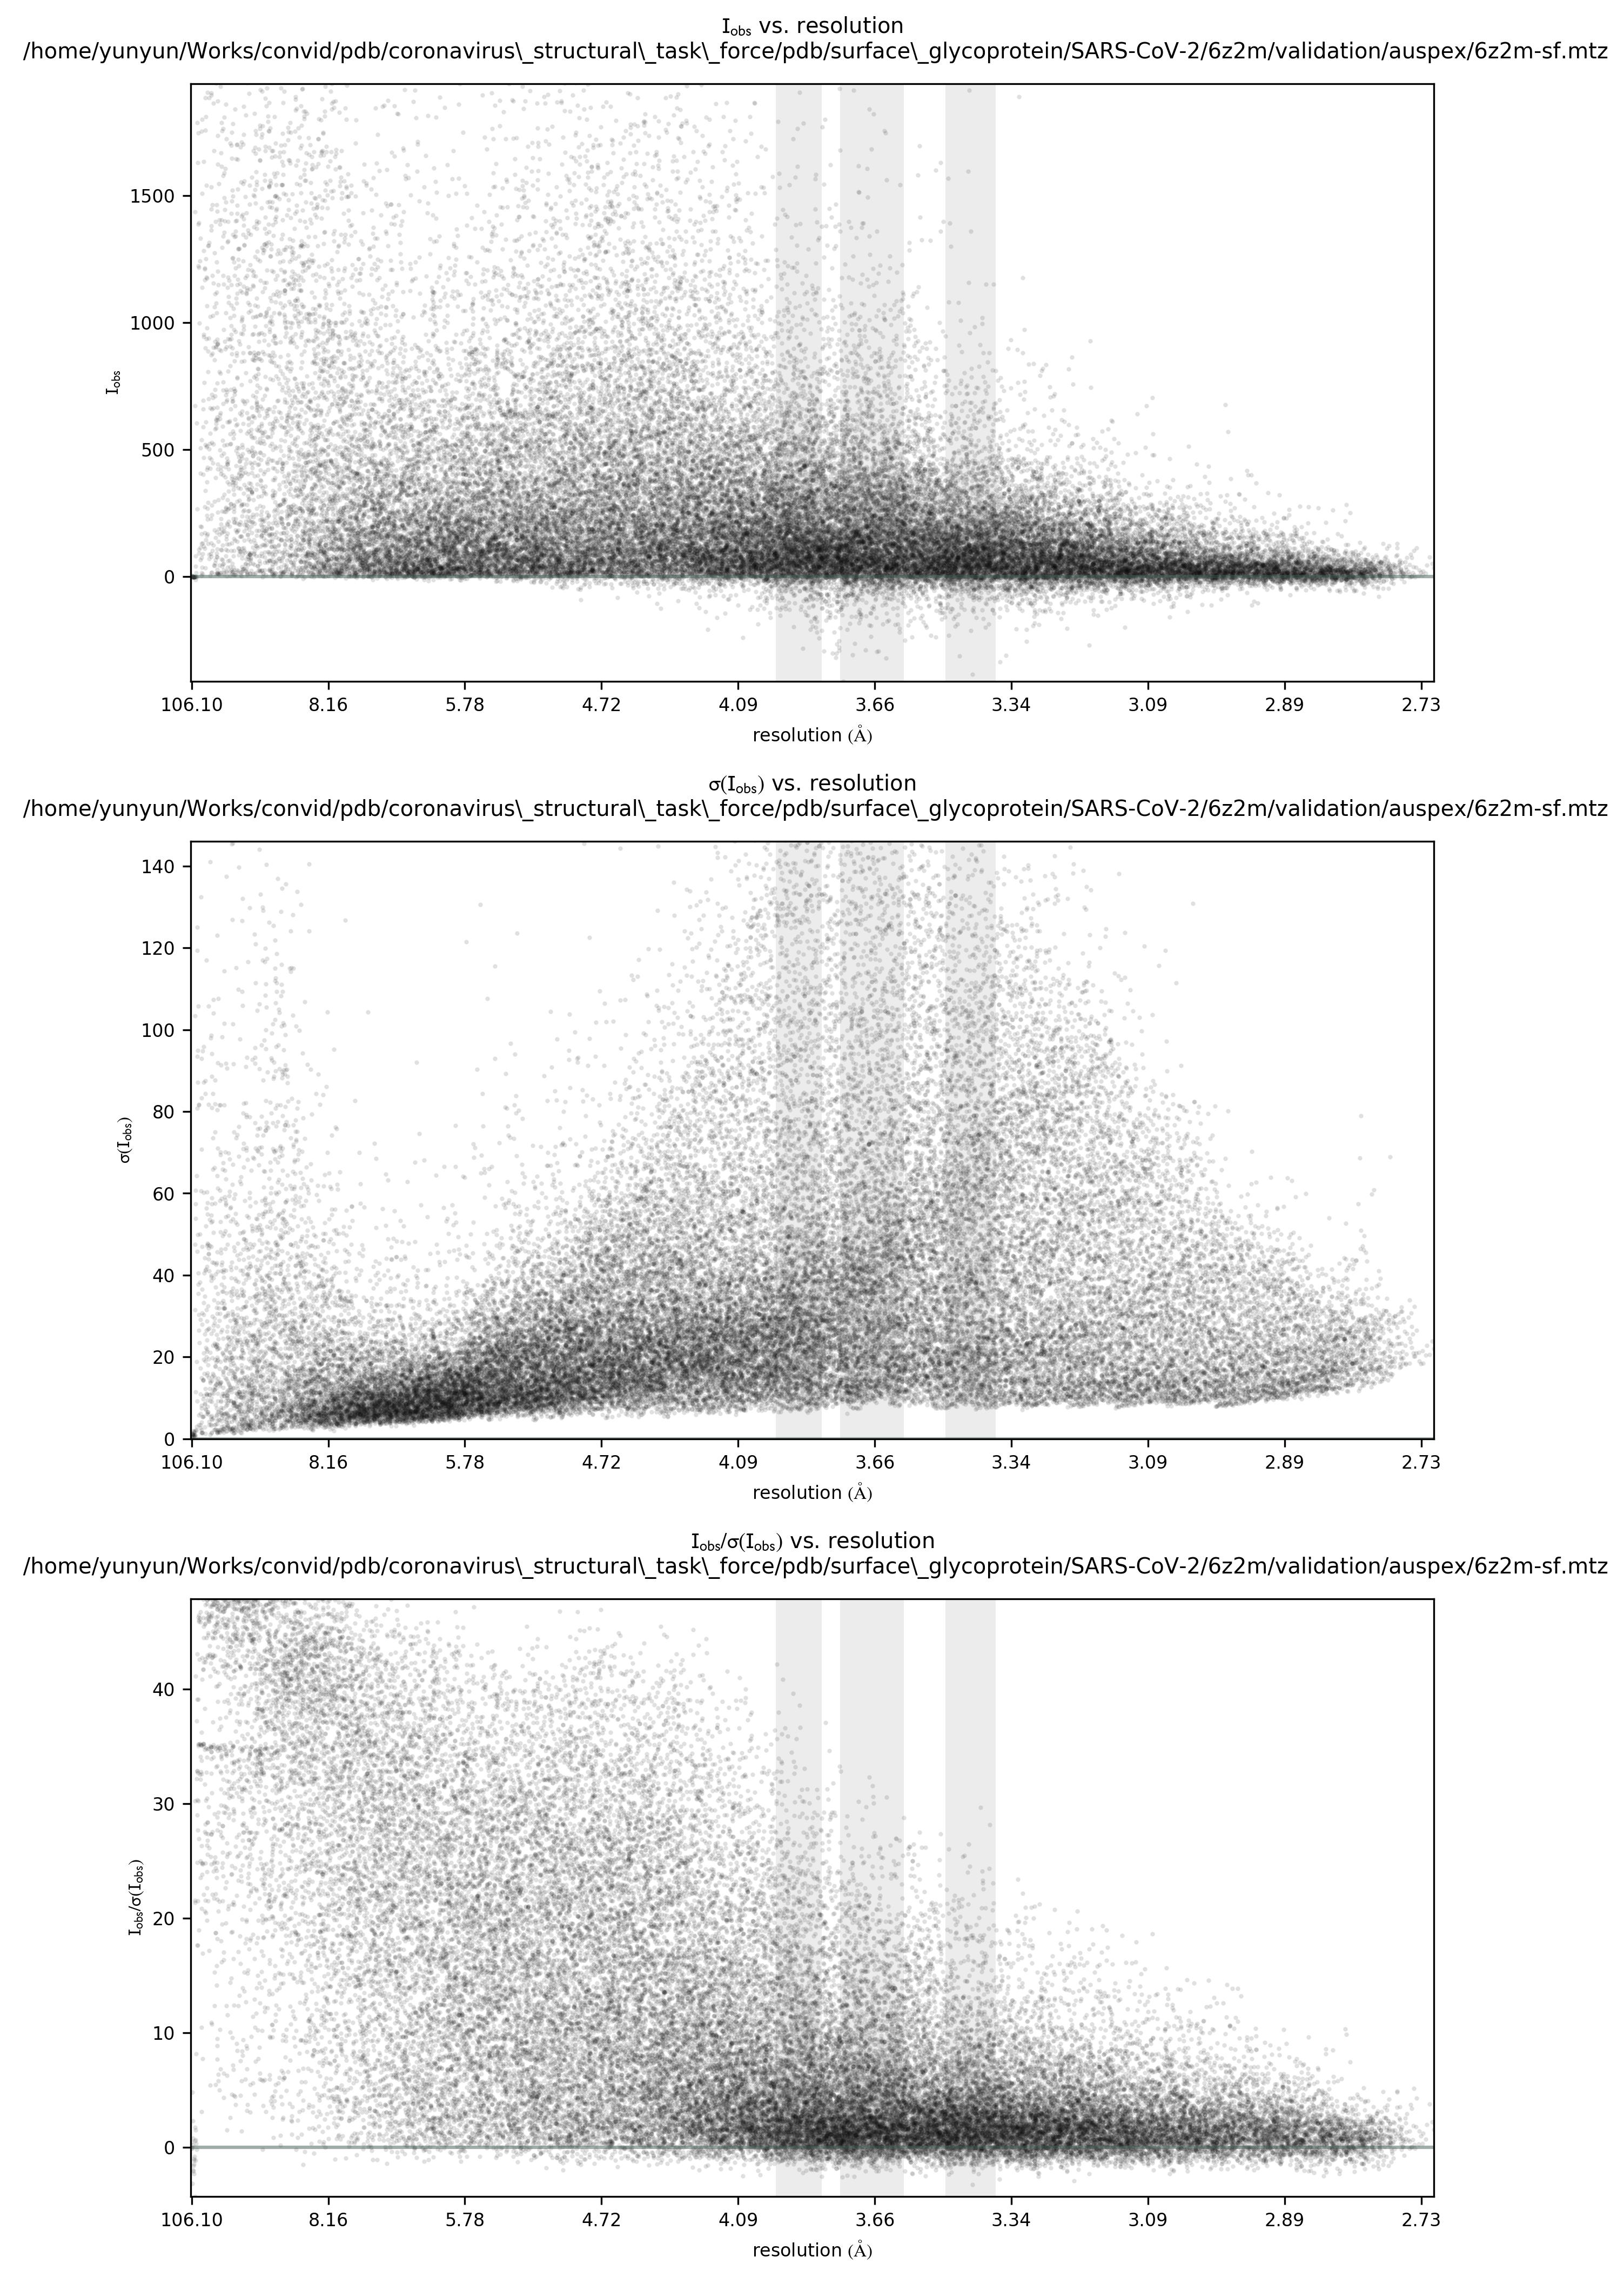 Iobs vs. resolution
/home/yunyun/Works/convid/pdb/coronavirus\_structural\_task\_force/pdb/surface\_glycoprotein/SARS-CoV-2/6z2m/validation/auspex/6z2m-sf.mtz
1500
1000
500
0
Iobs
106.10 8.16 5.78 4.72 4.09 3.66 3.34 3.09 2.89 2.73
resolution (Å)
σ(Iobs) vs. resolution
/home/yunyun/Works/convid/pdb/coronavirus\_structural\_task\_force/pdb/surface\_glycoprotein/SARS-CoV-2/6z2m/validation/auspex/6z2m-sf.mtz
140
120
100
80
60
40
20
0
σ(Iobs)
106.10 8.16 5.78 4.72 4.09 3.66 3.34 3.09 2.89 2.73
resolution (Å)
Iobs/σ(Iobs) vs. resolution
/home/yunyun/Works/convid/pdb/coronavirus\_structural\_task\_force/pdb/surface\_glycoprotein/SARS-CoV-2/6z2m/validation/auspex/6z2m-sf.mtz
40
30
20
10
0
Iobs/σ(Iobs)
106.10 8.16 5.78 4.72 4.09 3.66 3.34 3.09 2.89 2.73
resolution (Å)